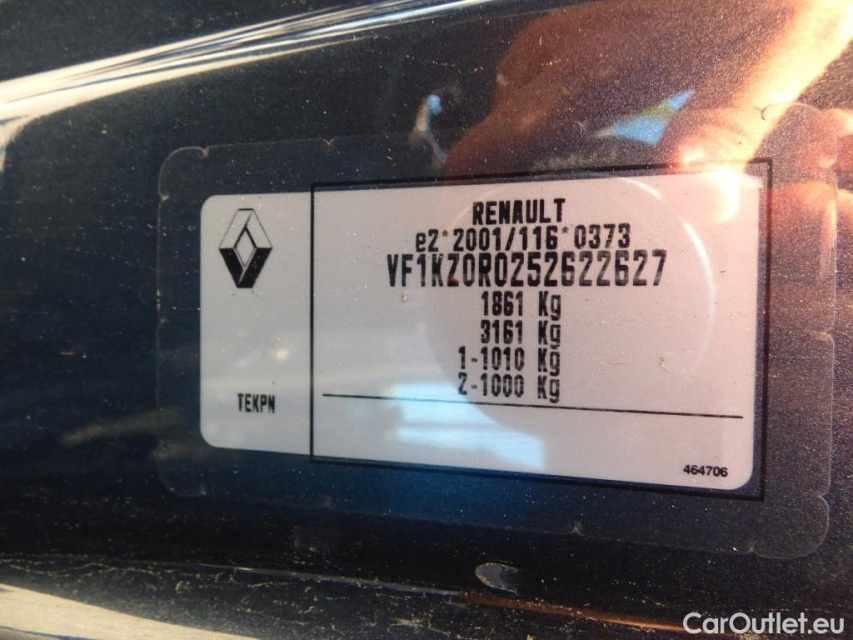 RENAULT
e2*2001/116*0373
VF1KZ0R0252622627
1861 Kg
3161 Kg
1-1010 Kg
2-1000 Kg
TEKPN
464706
CarOutlet.eu